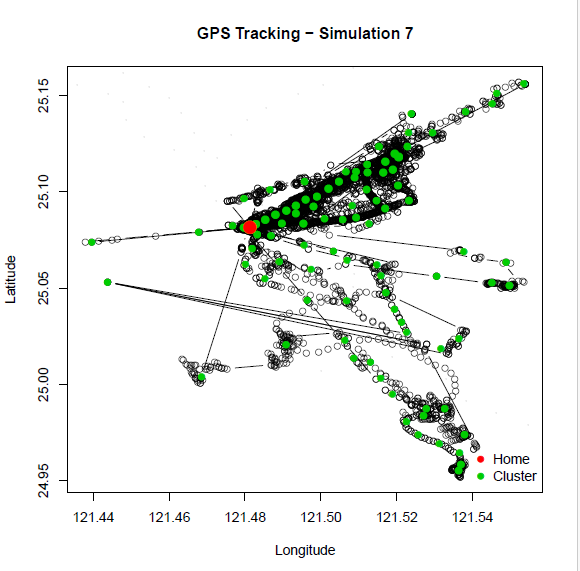 GPS Tracking − Simulation 7
Latitude
25.15
25.10
25.05
25.00
24.95
Home
Cluster
121.44 121.46 121.48 121.50 121.52 121.54
Longitude